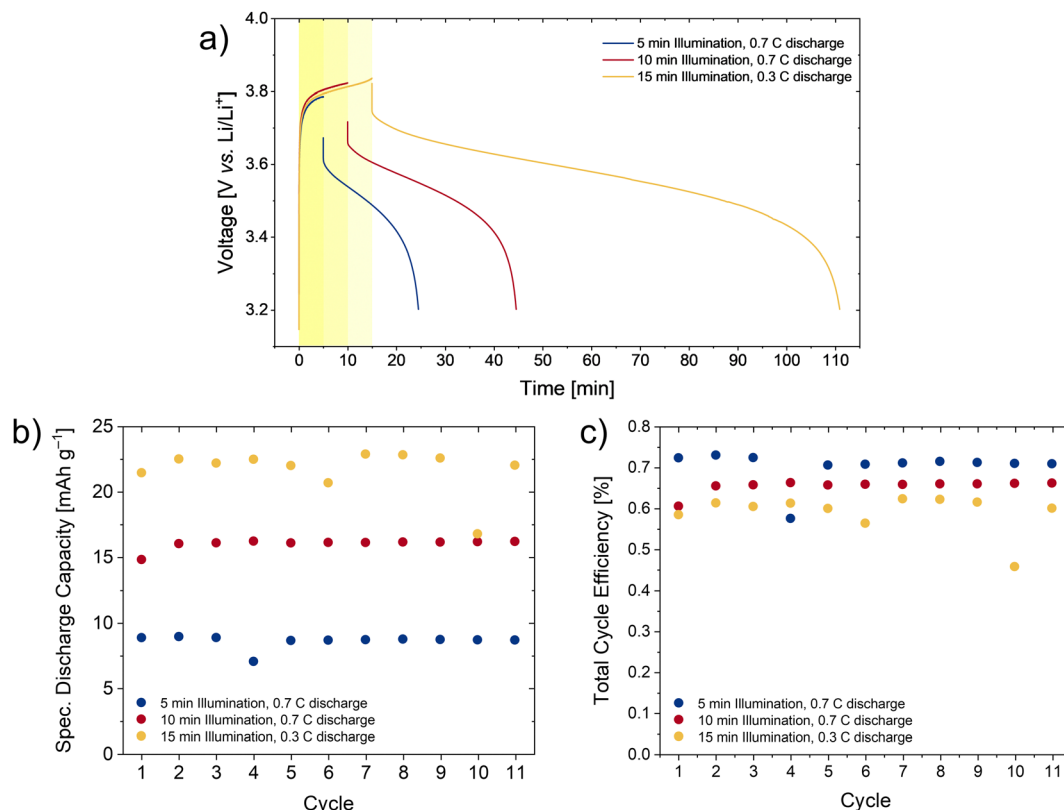 a)
4.0
3.8
3.6
3.4
3.2
Voltage [V vs. Li/Li⁺]
5 min Illumination, 0.7 C discharge
10 min Illumination, 0.7 C discharge
15 min Illumination, 0.3 C discharge
0 10 20 30 40 50 60 70 80 90 100 110
Time [min]
b)
25
20
15
10
5
0
Spec. Discharge Capacity [mAh g⁻¹]
5 min Illumination, 0.7 C discharge
10 min Illumination, 0.7 C discharge
15 min Illumination, 0.3 C discharge
1 2 3 4 5 6 7 8 9 10 11
Cycle
c)
0.8
0.7
0.6
0.5
0.4
0.3
0.2
0.1
0.0
Total Cycle Efficiency [%]
5 min Illumination, 0.7 C discharge
10 min Illumination, 0.7 C discharge
15 min Illumination, 0.3 C discharge
1 2 3 4 5 6 7 8 9 10 11
Cycle